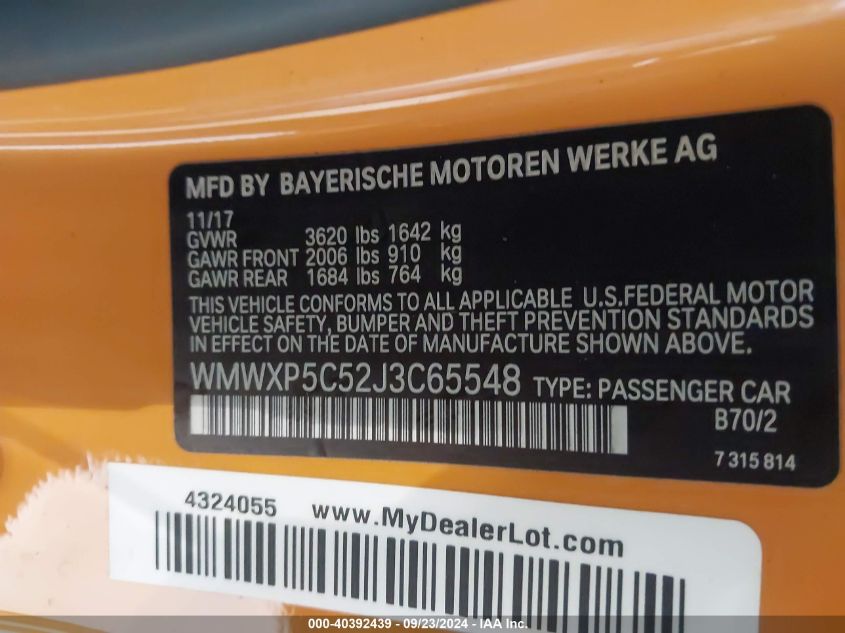 MFD BY BAYERISCHE MOTOREN WERKE AG
11/17
GVWR 3620 lbs 1642 kg
GAWR FRONT 2006 lbs 910 kg
GAWR REAR 1684 lbs 764 kg
THIS VEHICLE CONFORMS TO ALL APPLICABLE U.S.FEDERAL MOTOR
VEHICLE SAFETY, BUMPER AND THEFT PREVENTION STANDARDS
IN EFFECT ON THE DATE OF MANUFACTURE SHOWN ABOVE.
WMWXP5C52J3C65548 TYPE: PASSENGER CAR
B70/2
7 315 814
4324055 www.MyDealerLot.com
000-40392439 - 09/23/2024 - IAA Inc.